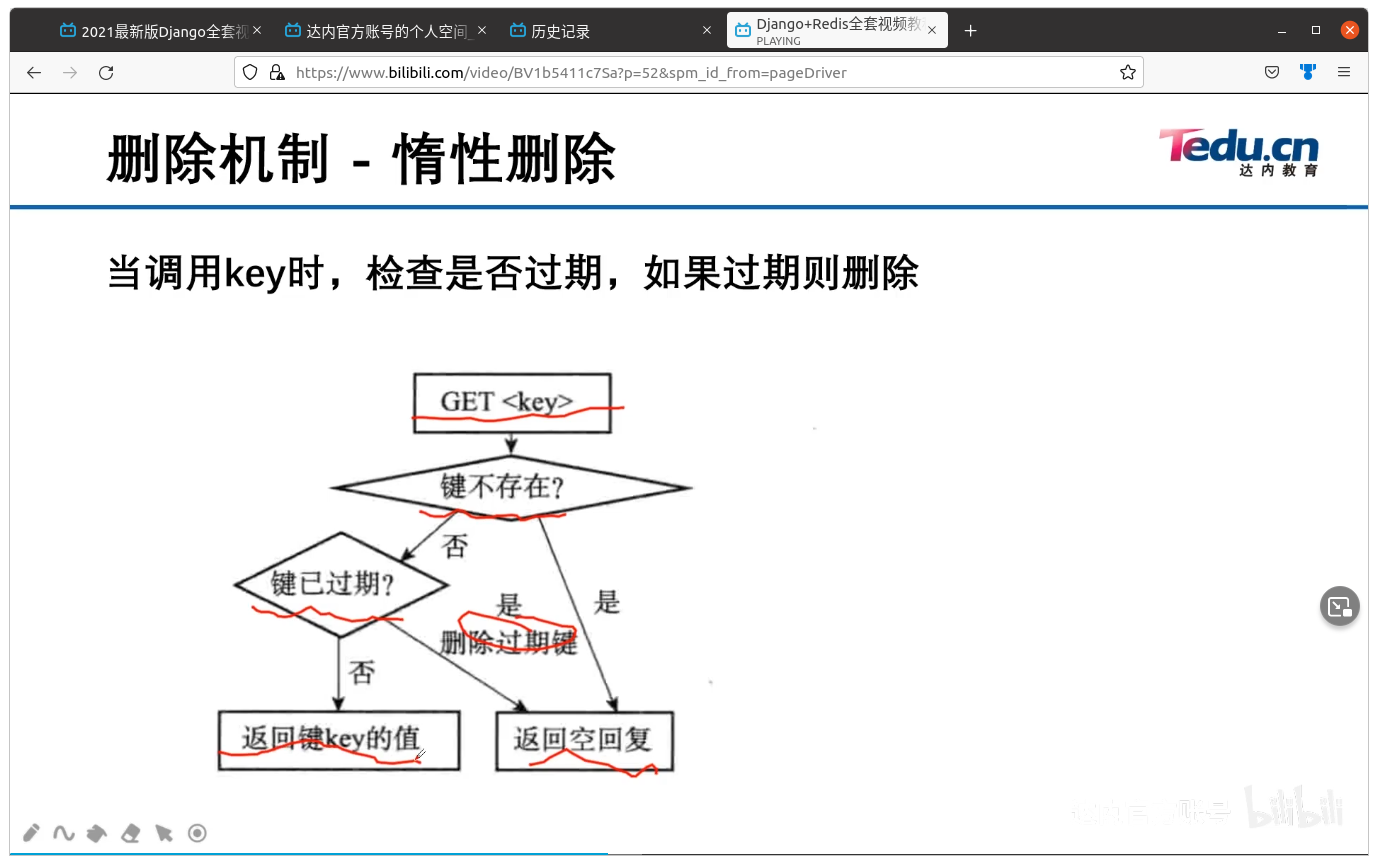 2021最新版Django全套视
达内官方账号的个人空间_
历史记录
Django+Redis全套视频教
PLAYING
https://www.bilibili.com/video/BV1b5411c7Sa?p=52&spm_id_from=pageDriver
删除机制 - 惰性删除
Tedu.cn
达内教育
当调用key时，检查是否过期，如果过期则删除
GET <key>
键不存在?
否
键已过期?
是
是
删除过期键
否
返回键key的值
返回空回复
达内官方账号
bilibili